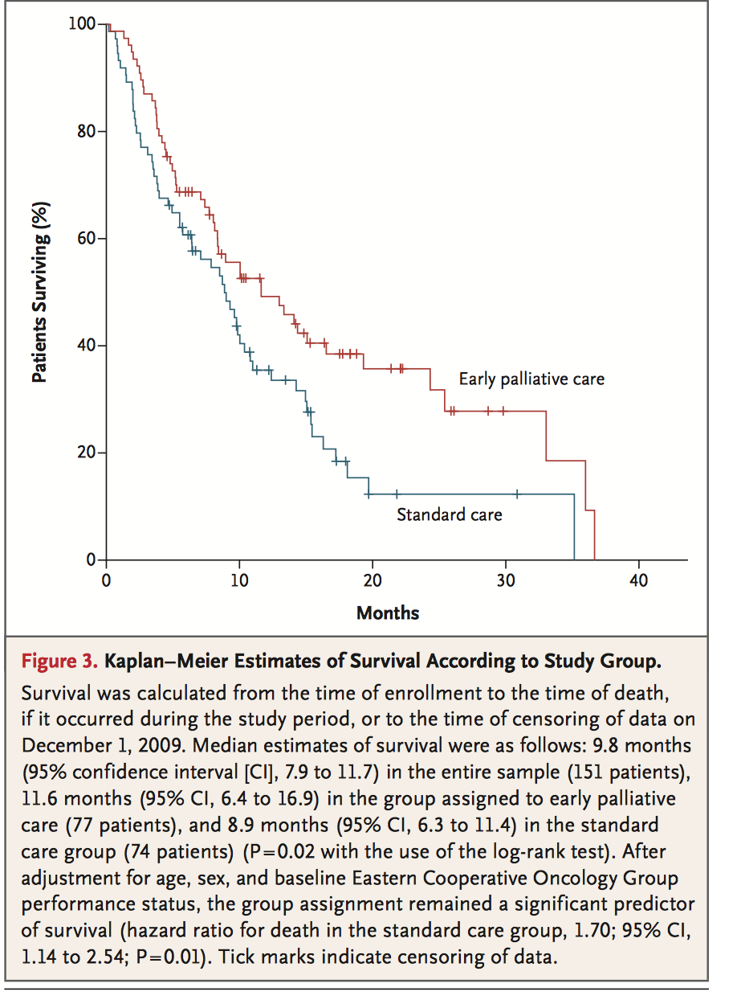 100
80
60
40
20
0
Patients Surviving (%)
Early palliative care
Standard care
0 10 20 30 40
Months
Figure 3. Kaplan–Meier Estimates of Survival According to Study Group.
Survival was calculated from the time of enrollment to the time of death,
if it occurred during the study period, or to the time of censoring of data on
December 1, 2009. Median estimates of survival were as follows: 9.8 months
(95% confidence interval [CI], 7.9 to 11.7) in the entire sample (151 patients),
11.6 months (95% CI, 6.4 to 16.9) in the group assigned to early palliative
care (77 patients), and 8.9 months (95% CI, 6.3 to 11.4) in the standard
care group (74 patients) (P=0.02 with the use of the log-rank test). After
adjustment for age, sex, and baseline Eastern Cooperative Oncology Group
performance status, the group assignment remained a significant predictor
of survival (hazard ratio for death in the standard care group, 1.70; 95% CI,
1.14 to 2.54; P=0.01). Tick marks indicate censoring of data.